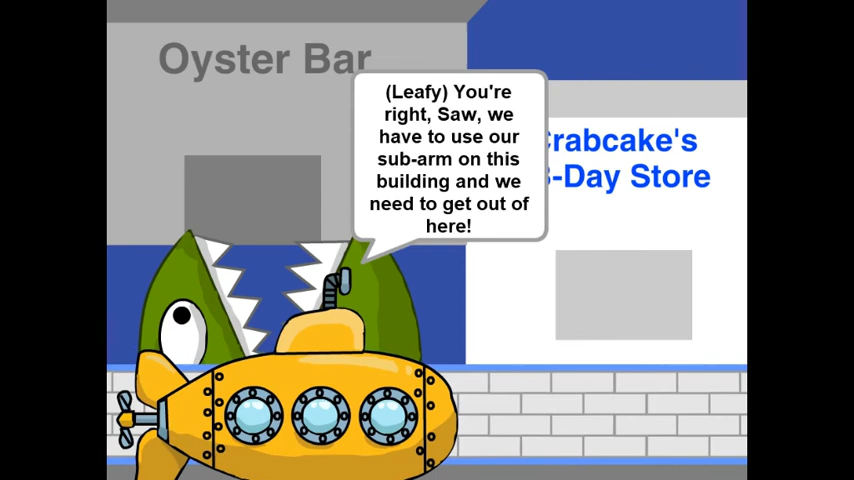 Oyster Bar
(Leafy) You're
right, Saw, we
have to use our
sub-arm on this
building and we
need to get out of
here!
Crabcake's
-Day Store